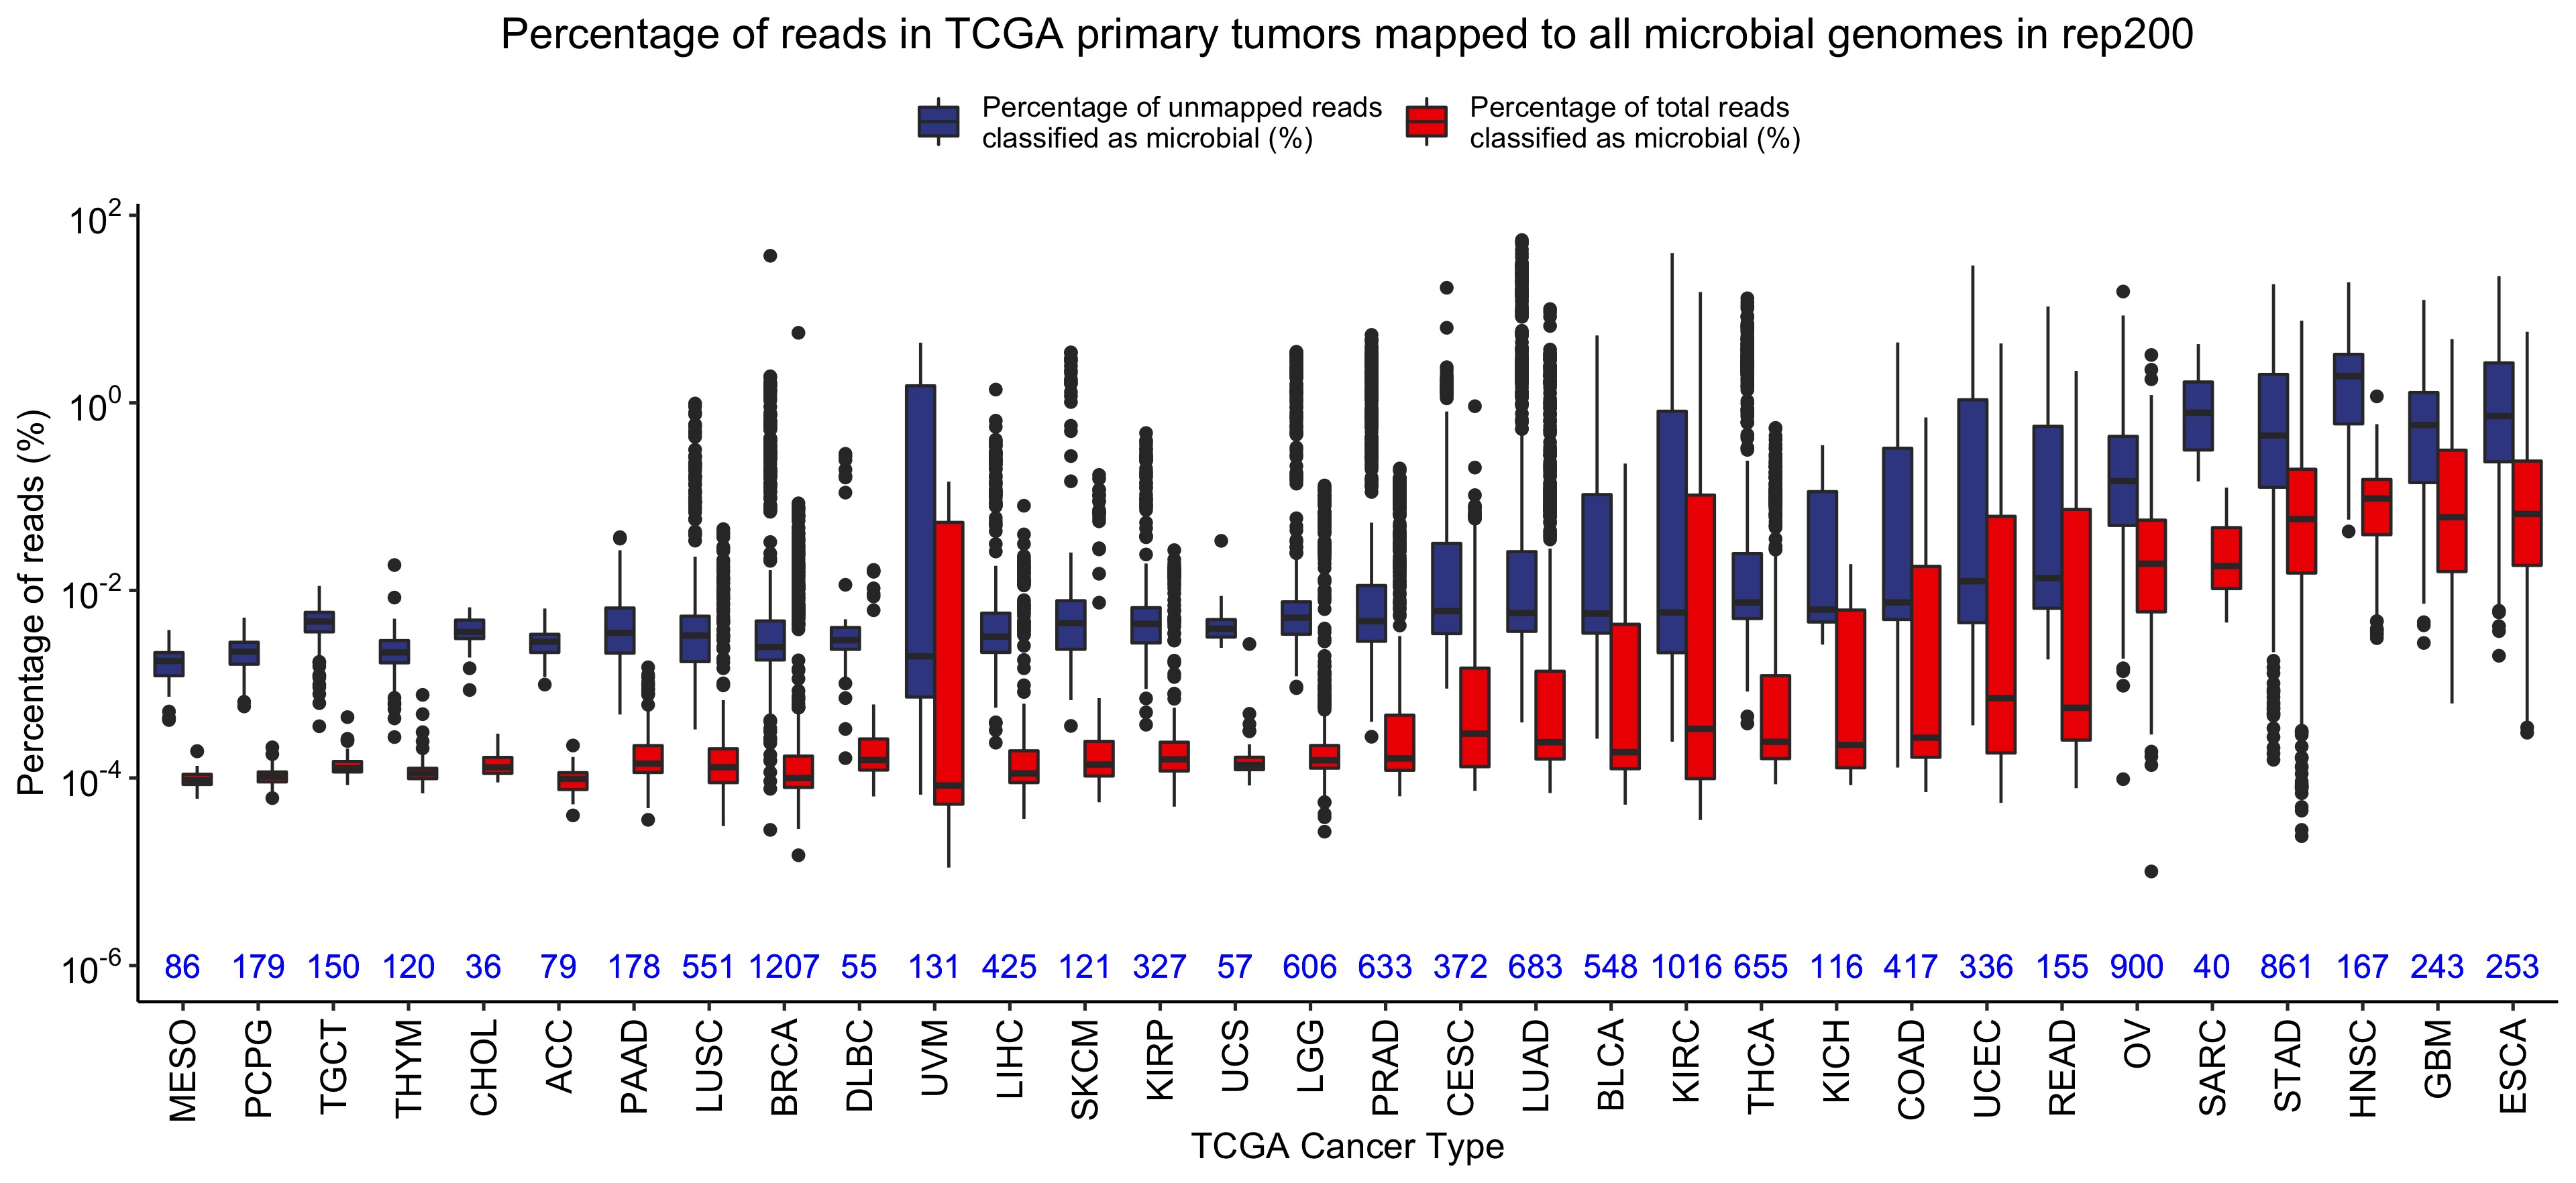 Percentage of reads in TCGA primary tumors mapped to all microbial genomes in rep200
Percentage of unmapped reads
classified as microbial (%)
Percentage of total reads
classified as microbial (%)
Percentage of reads (%)
10²
10⁰
10⁻²
10⁻⁴
10⁻⁶
86 179 150 120 36 79 178 551 1207 55 131 425 121 327 57 606 633 372 683 548 1016 655 116 417 336 155 900 40 861 167 243 253
MESO PCPG TGCT THYM CHOL ACC PAAD LUSC BRCA DLBC UVM LIHC SKCM KIRP UCS LGG PRAD CESC LUAD BLCA KIRC THCA KICH COAD UCEC READ OV SARC STAD HNSC GBM ESCA
TCGA Cancer Type